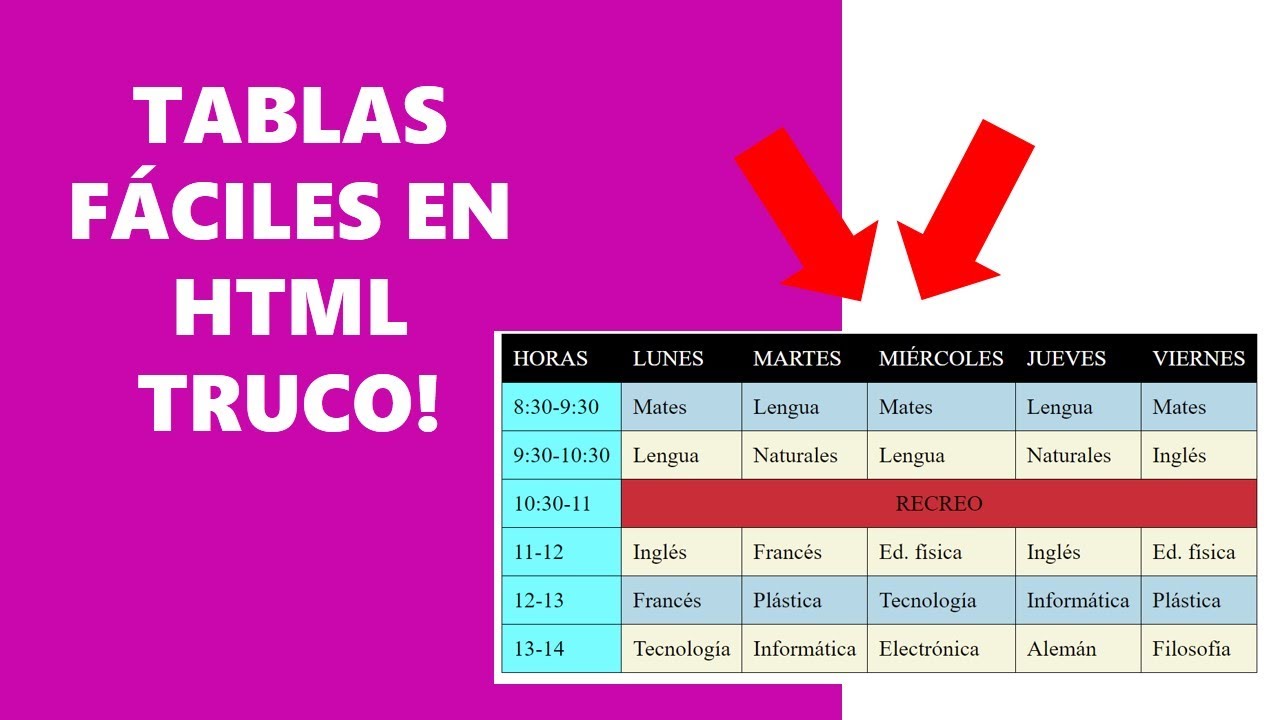 TABLAS
FÁCILES EN
HTML
TRUCO!
HORAS LUNES MARTES MIÉRCOLES JUEVES VIERNES
8:30-9:30 Mates Lengua Mates Lengua Mates
9:30-10:30 Lengua Naturales Lengua Naturales Inglés
10:30-11 RECREO
11-12 Inglés Francés Ed. física Inglés Ed. física
12-13 Francés Plástica Tecnología Informática Plástica
13-14 Tecnología Informática Electrónica Alemán Filosofía